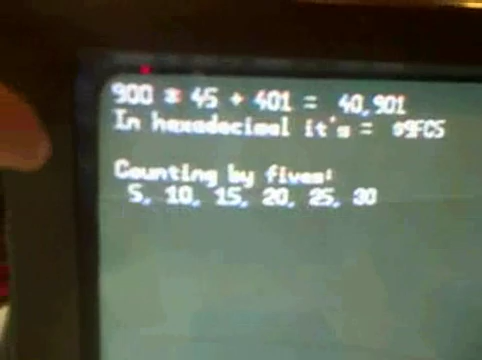 900 * 45 + 401 = 40,901
In hexadecimal it's = $9FC5
Counting by fives:
5, 10, 15, 20, 25, 30